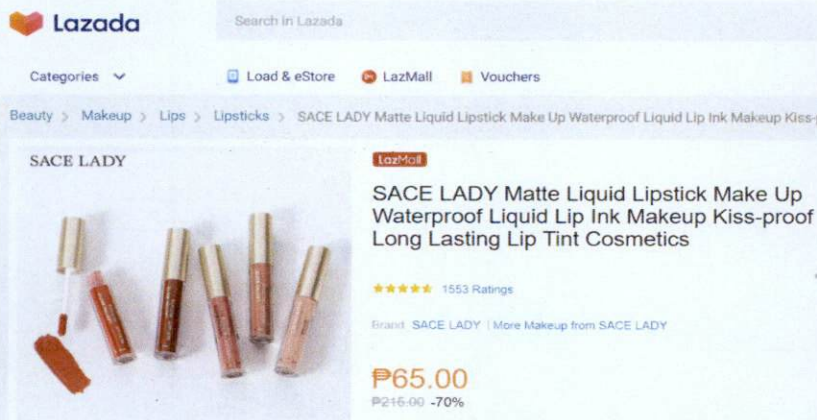 Lazada
Search in Lazada
Categories
Load & eStore
LazMall
Vouchers
Beauty > Makeup > Lips > Lipsticks > SACE LADY Matte Liquid Lipstick Make Up Waterproof Liquid Lip Ink Makeup Kiss-p
SACE LADY
LazMall
SACE LADY Matte Liquid Lipstick Make Up
Waterproof Liquid Lip Ink Makeup Kiss-proof
Long Lasting Lip Tint Cosmetics
1553 Ratings
Brand SACE LADY | More Makeup from SACE LADY
₱65.00
₱215.00 -70%